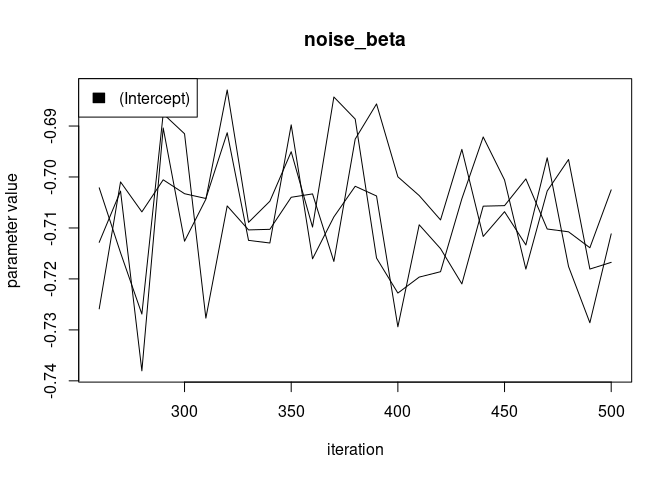 noise_beta
(Intercept)
parameter value
-0.69
-0.70
-0.71
-0.72
-0.73
-0.74
300 350 400 450 500
iteration